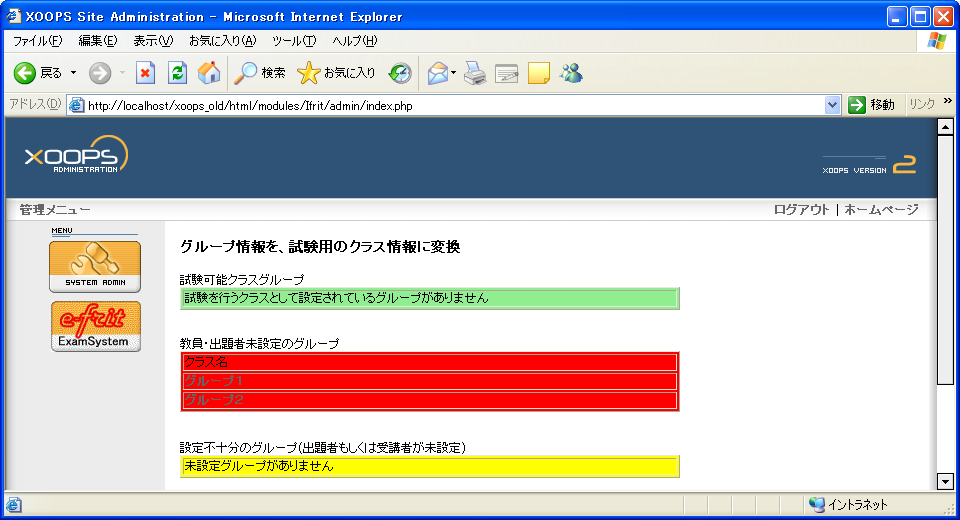 XOOPS Site Administration - Microsoft Internet Explorer
ファイル(F) 編集(E) 表示(V) お気に入り(A) ツール(T) ヘルプ(H)
戻る 検索 お気に入り
アドレス(D) http://localhost/xoops_old/html/modules/Ifrit/admin/index.php 移動 リンク »
XOOPS
ADMINISTRATION
XOOPS VERSION 2
管理メニュー ログアウト | ホームページ
MENU
SYSTEM ADMIN
e-frit
ExamSystem
グループ情報を、試験用のクラス情報に変換
試験可能クラスグループ
試験を行うクラスとして設定されているグループがありません
教員・出題者未設定のグループ
クラス名
グループ1
グループ2
設定不十分のグループ(出題者もしくは受講者が未設定)
未設定グループがありません
イントラネット